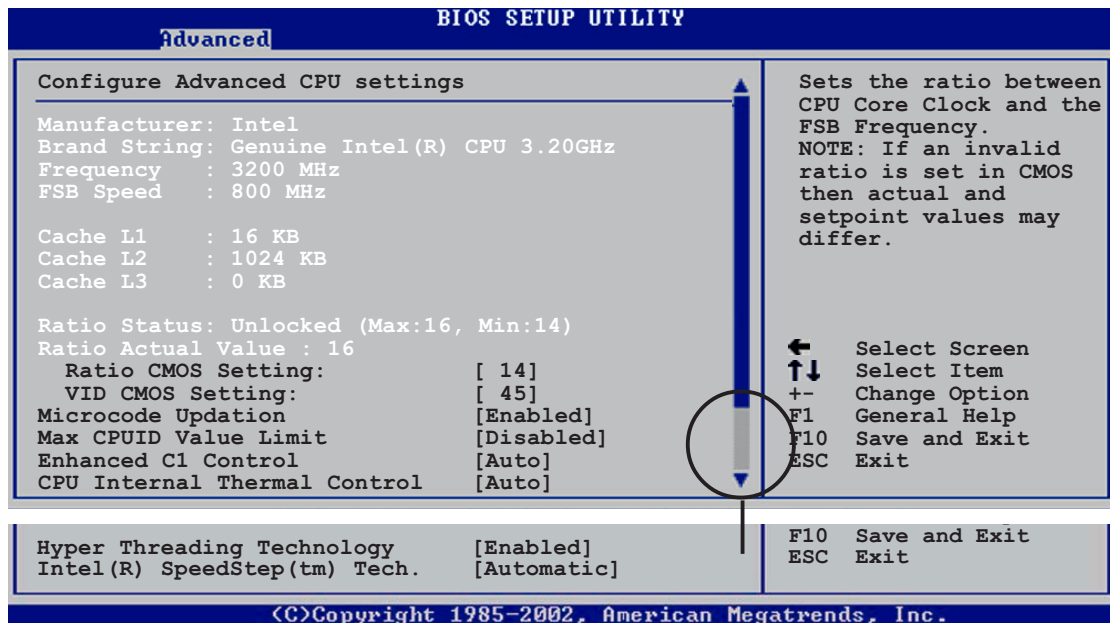 BIOS SETUP UTILITY
Advanced
Configure Advanced CPU settings
Manufacturer: Intel
Brand String: Genuine Intel(R) CPU 3.20GHz
Frequency : 3200 MHz
FSB Speed : 800 MHz
Cache L1 : 16 KB
Cache L2 : 1024 KB
Cache L3 : 0 KB
Ratio Status: Unlocked (Max:16, Min:14)
Ratio Actual Value : 16
Ratio CMOS Setting: [ 14]
VID CMOS Setting: [ 45]
Microcode Updation [Enabled]
Max CPUID Value Limit [Disabled]
Enhanced C1 Control [Auto]
CPU Internal Thermal Control [Auto]
Sets the ratio between
CPU Core Clock and the
FSB Frequency.
NOTE: If an invalid
ratio is set in CMOS
then actual and
setpoint values may
differ.
Select Screen
Select Item
+- Change Option
F1 General Help
F10 Save and Exit
ESC Exit
Hyper Threading Technology [Enabled]
Intel(R) SpeedStep(tm) Tech. [Automatic]
F10 Save and Exit
ESC Exit
(C)Copyright 1985-2002, American Megatrends, Inc.